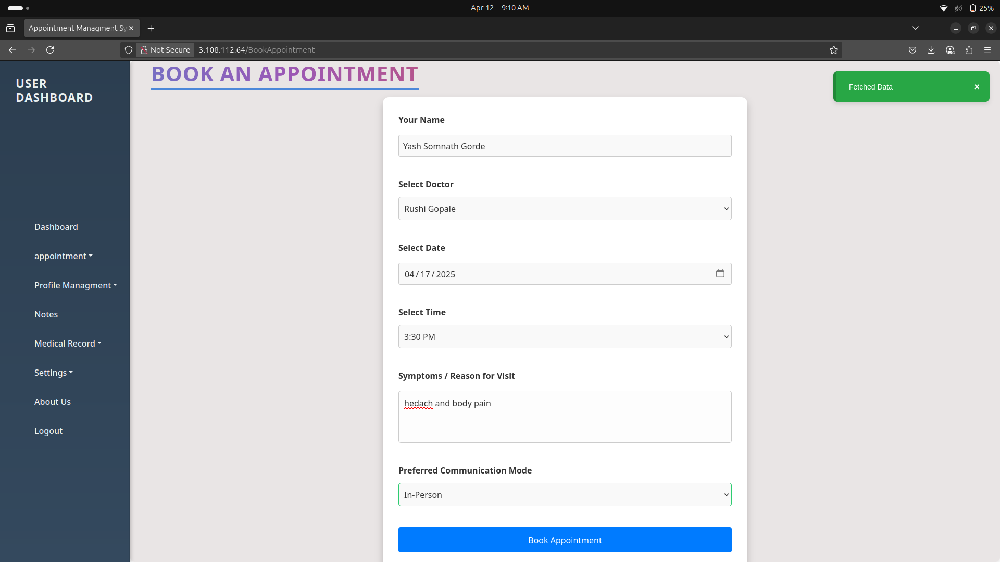 Apr 12 9:10 AM
25%
Appointment Managment Sy
Not Secure 3.108.112.64/BookAppointment
USER
DASHBOARD
Dashboard
appointment
Profile Managment
Notes
Medical Record
Settings
About Us
Logout
BOOK AN APPOINTMENT
Fetched Data
Your Name
Yash Somnath Gorde
Select Doctor
Rushi Gopale
Select Date
04/17/2025
Select Time
3:30 PM
Symptoms / Reason for Visit
hedach and body pain
Preferred Communication Mode
In-Person
Book Appointment